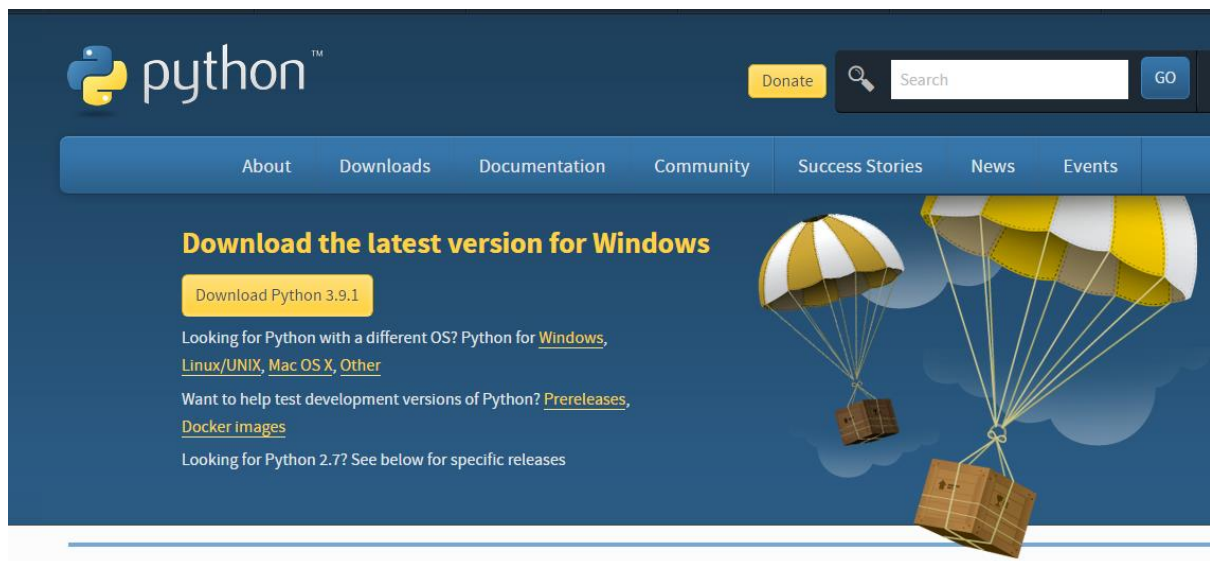 python™
Donate
Search
GO
About Downloads Documentation Community Success Stories News Events
Download the latest version for Windows
Download Python 3.9.1
Looking for Python with a different OS? Python for Windows,
Linux/UNIX, Mac OS X, Other
Want to help test development versions of Python? Prereleases,
Docker images
Looking for Python 2.7? See below for specific releases